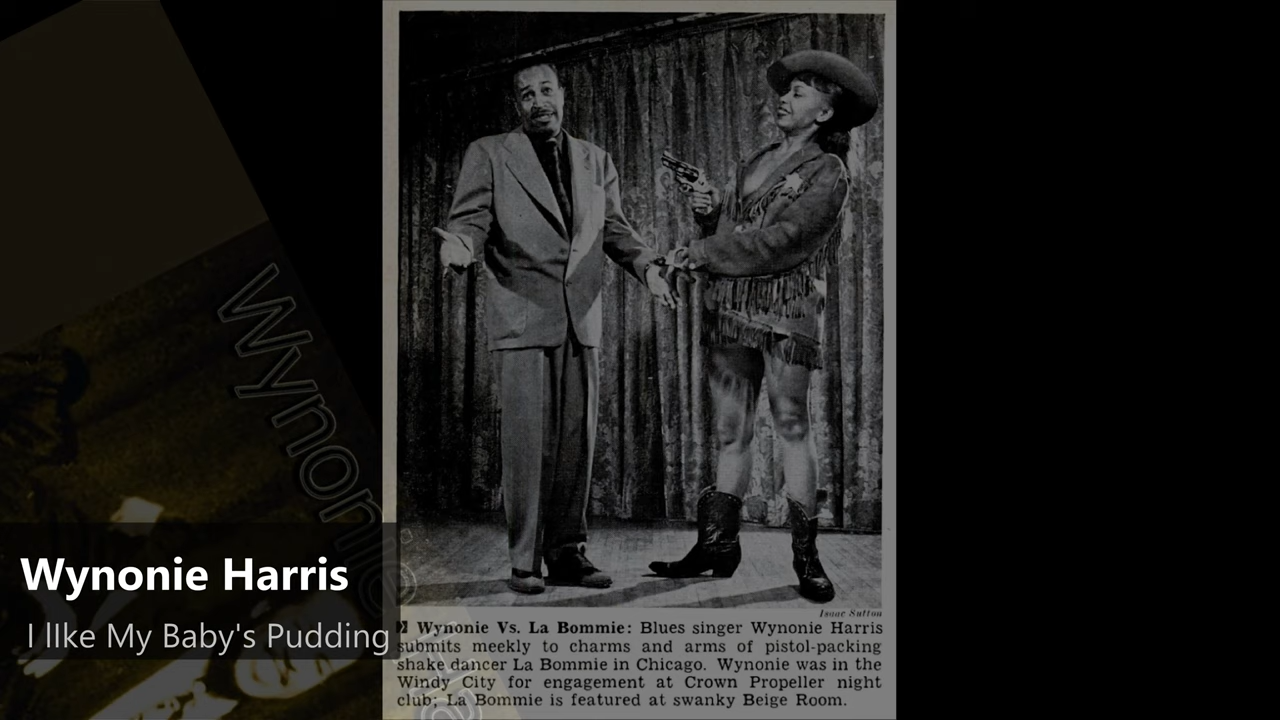 Wynonie
Ha
Wynonie Harris
I lIke My Baby's Pudding
Isaac Sutton
Wynonie Vs. La Bommie: Blues singer Wynonie Harris
submits meekly to charms and arms of pistol-packing
shake dancer La Bommie in Chicago. Wynonie was in the
Windy City for engagement at Crown Propeller night
club; La Bommie is featured at swanky Beige Room.